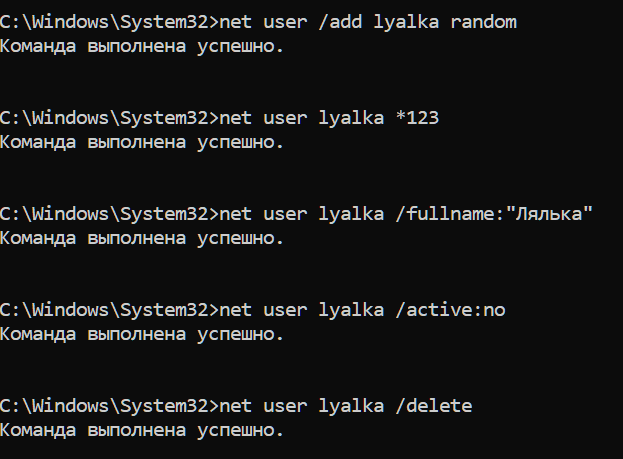 C:\Windows\System32>net user /add lyalka random
Команда выполнена успешно.
C:\Windows\System32>net user lyalka *123
Команда выполнена успешно.
C:\Windows\System32>net user lyalka /fullname:"Лялька"
Команда выполнена успешно.
C:\Windows\System32>net user lyalka /active:no
Команда выполнена успешно.
C:\Windows\System32>net user lyalka /delete
Команда выполнена успешно.